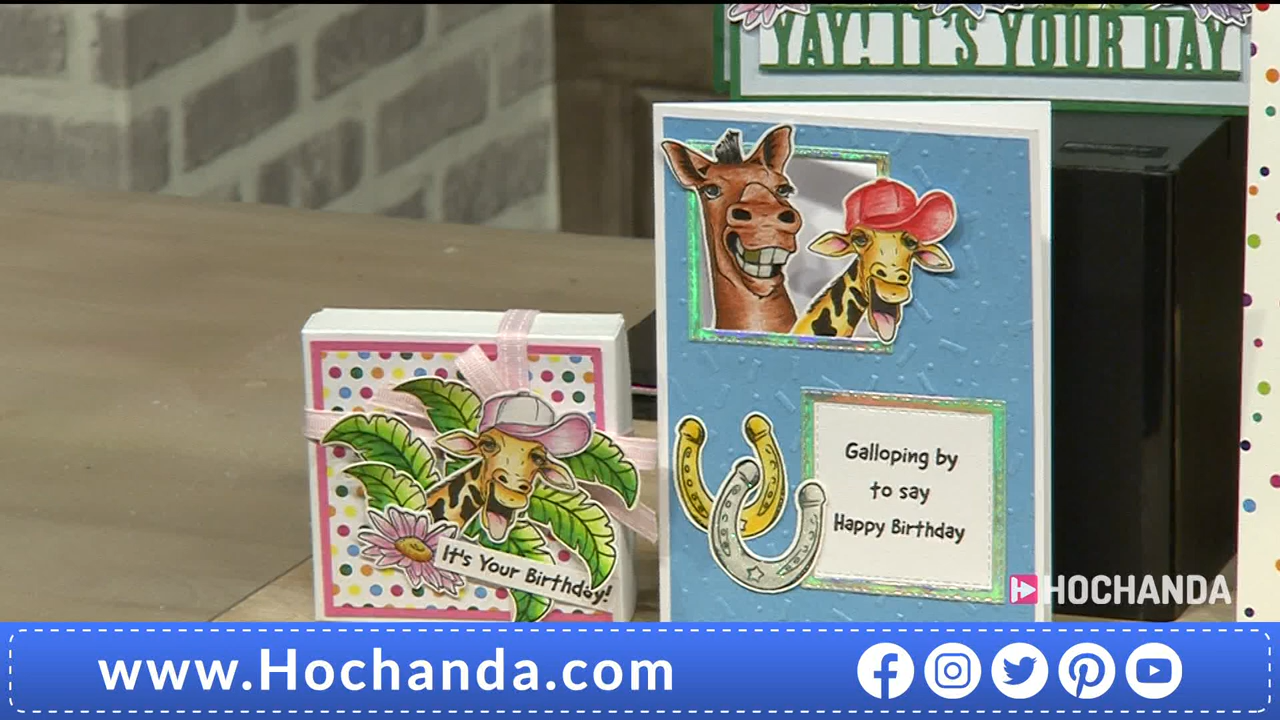 YAY! IT'S YOUR DAY
Galloping by
to say
Happy Birthday
It's Your Birthday!
HOCHANDA
www.Hochanda.com